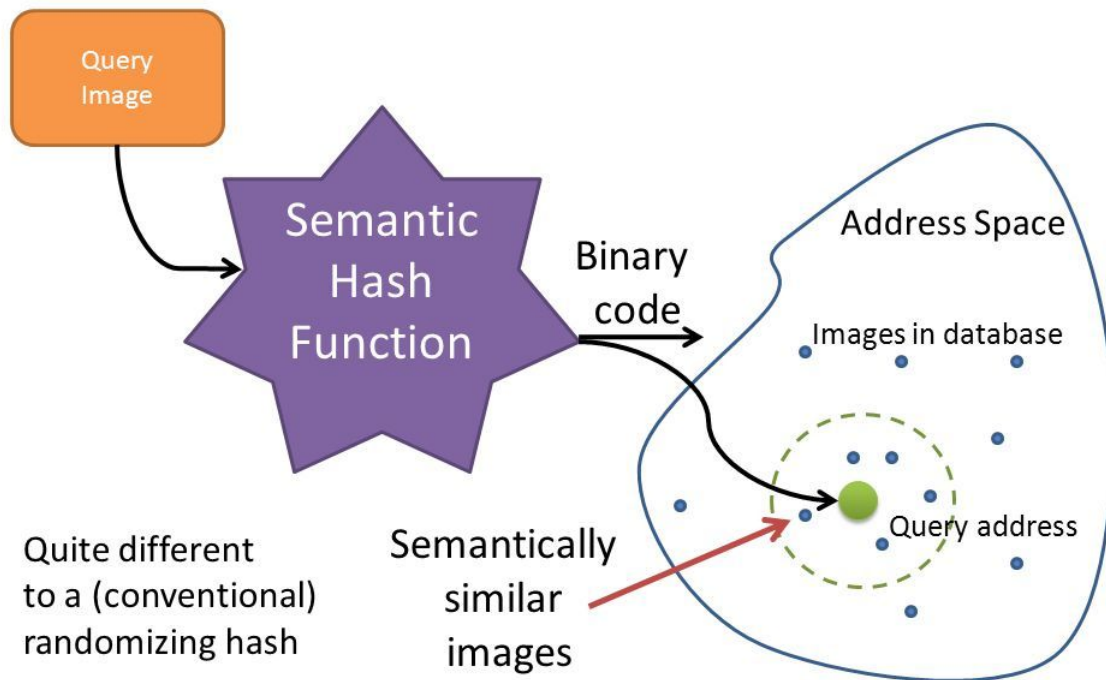 Query
Image
Semantic
Hash
Function
Binary
code
Address Space
Images in database
Query address
Semantically
similar
images
Quite different
to a (conventional)
randomizing hash